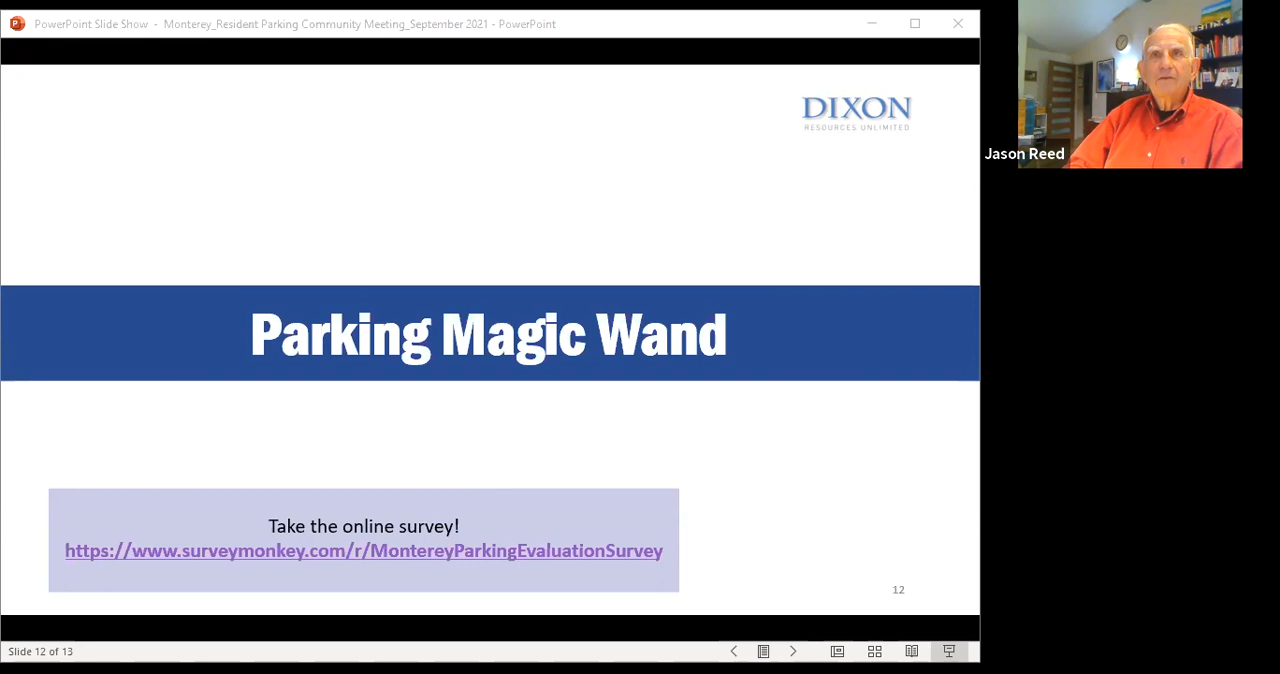 PowerPoint Slide Show - Monterey_Resident Parking Community Meeting_September 2021 - PowerPoint
DIXON
RESOURCES UNLIMITED
Jason Reed
Parking Magic Wand
Take the online survey!
https://www.surveymonkey.com/r/MontereyParkingEvaluationSurvey
12
Slide 12 of 13